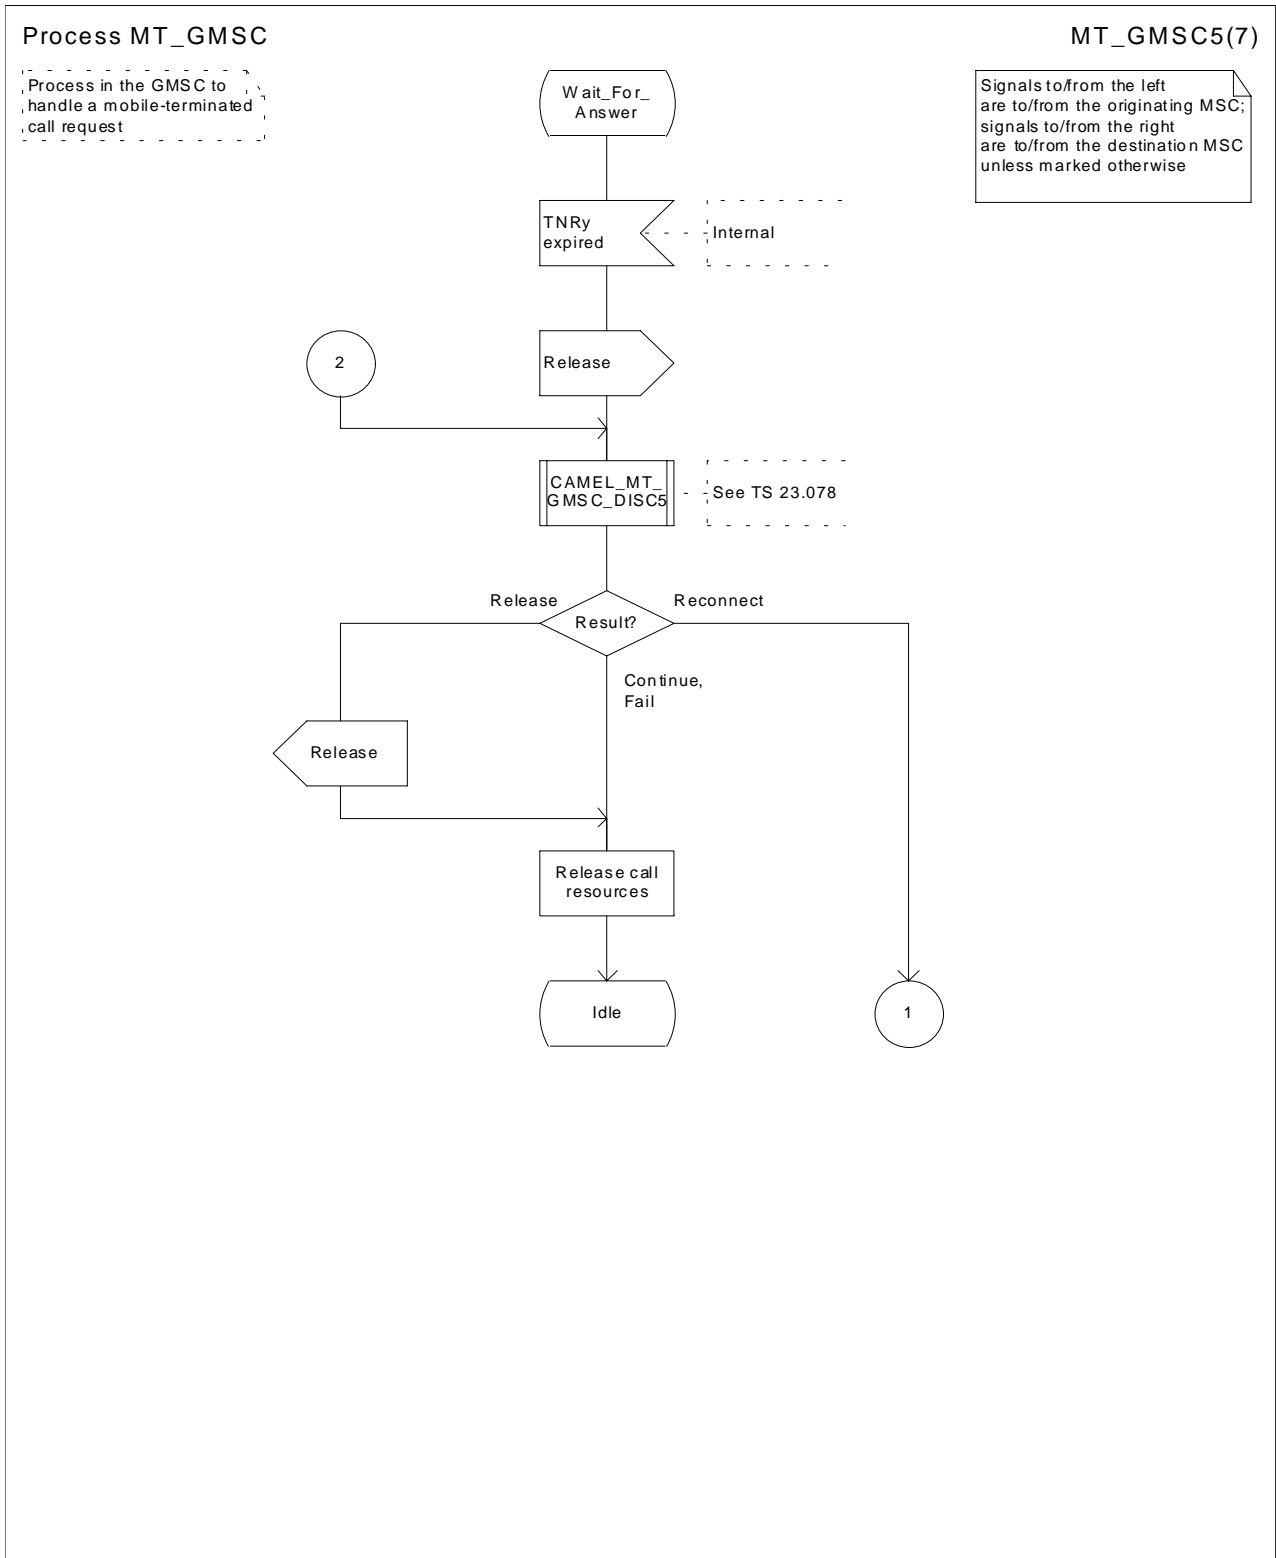 Process MT_GMSC
MT_GMSC5(7)
Process in the GMSC to
handle a mobile-terminated
call request
Signals to/from the left
are to/from the originating MSC;
signals to/from the right
are to/from the destination MSC
unless marked otherwise
Wait_For_
Answer
TNRy
expired
Internal
2
Release
CAMEL_MT_
GMSC_DISC5
See TS 23.078
Release
Result?
Reconnect
Continue,
Fail
Release
Release call
resources
Idle
1